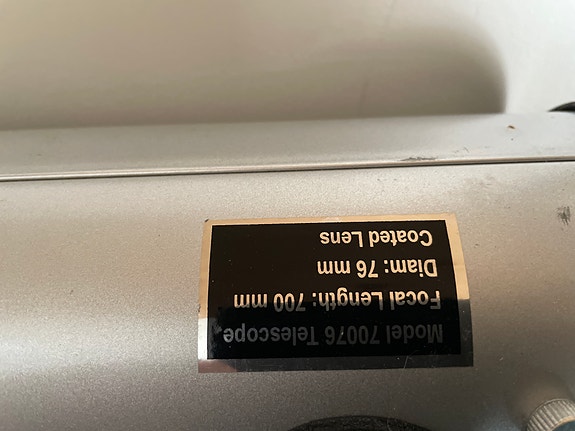 Model 70076 Telescope
Focal Length: 700 mm
Diam: 76 mm
Coated Lens